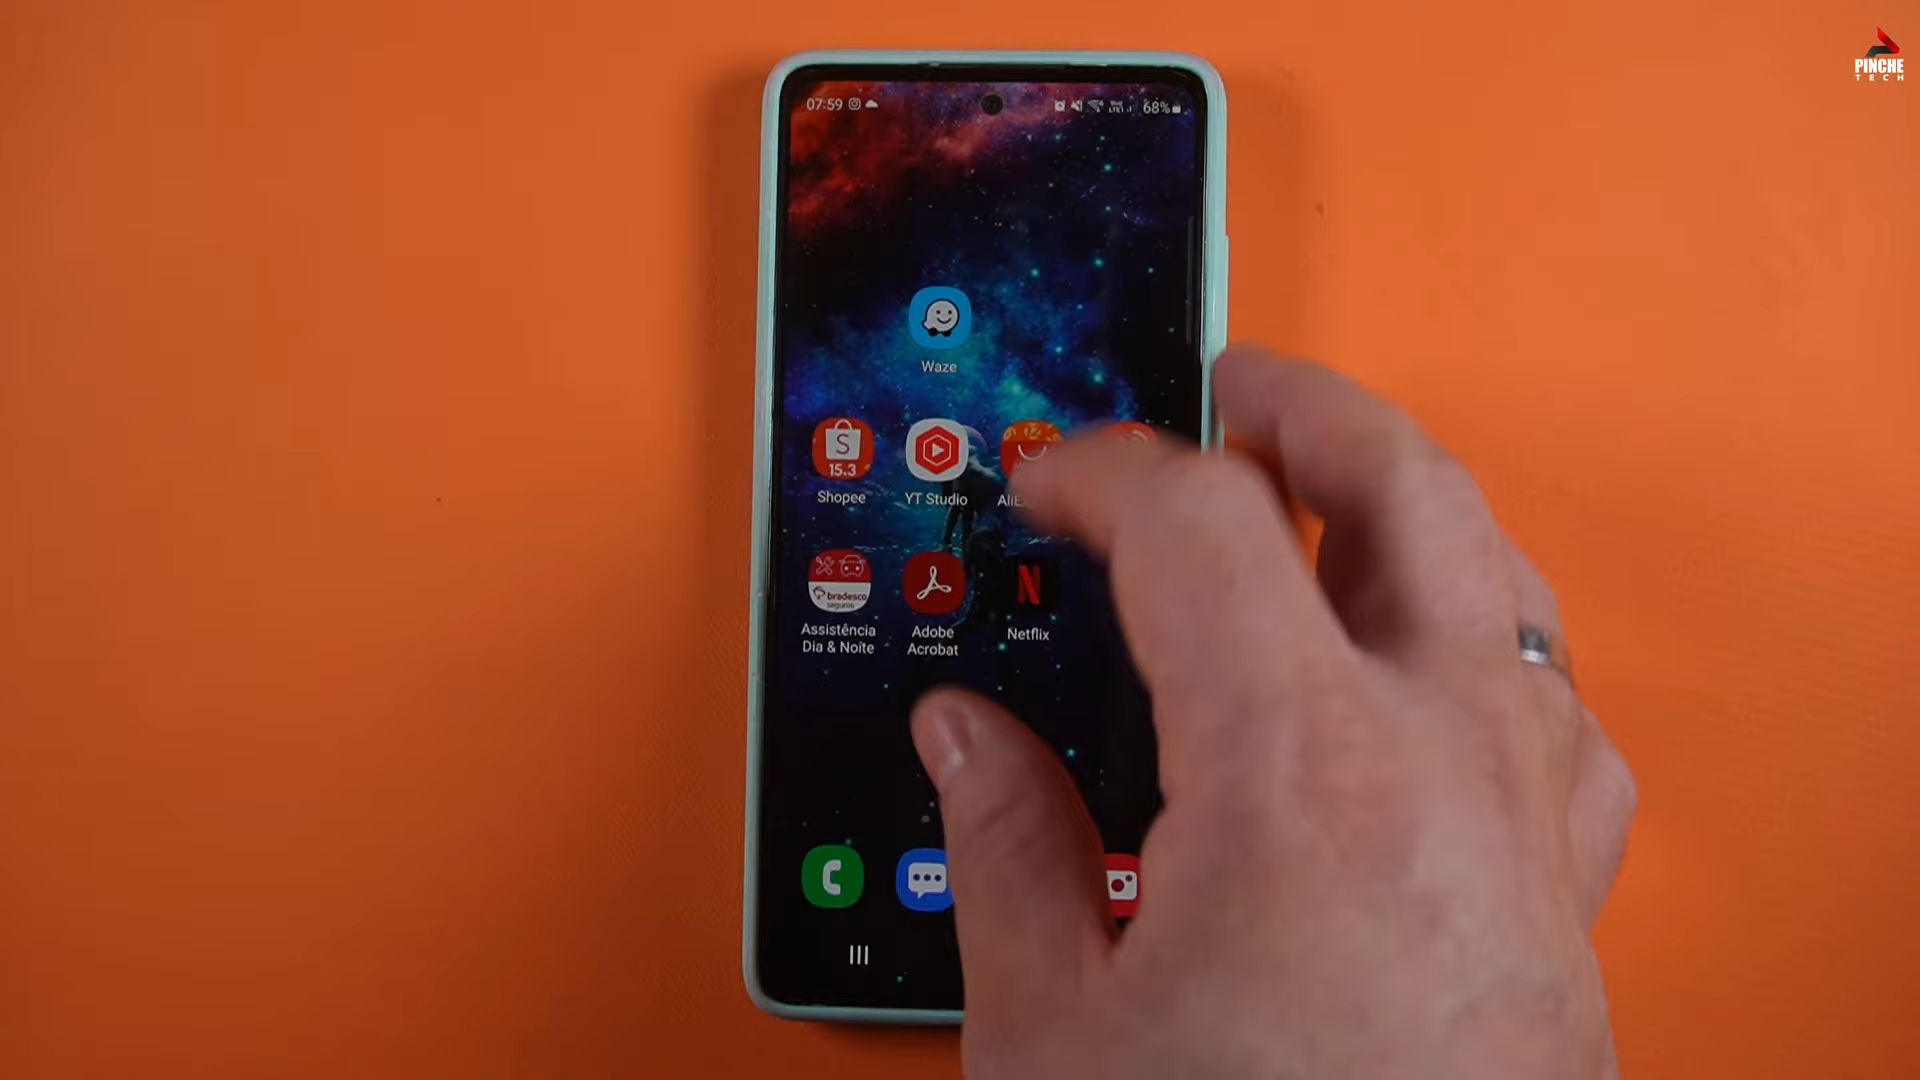 PINCHE
TECH
07:59
68%
Waze
S
15.3
Shopee
YT Studio
12
bradesco
seguros
Assistência
Dia & Noite
Adobe
Acrobat
N
Netflix